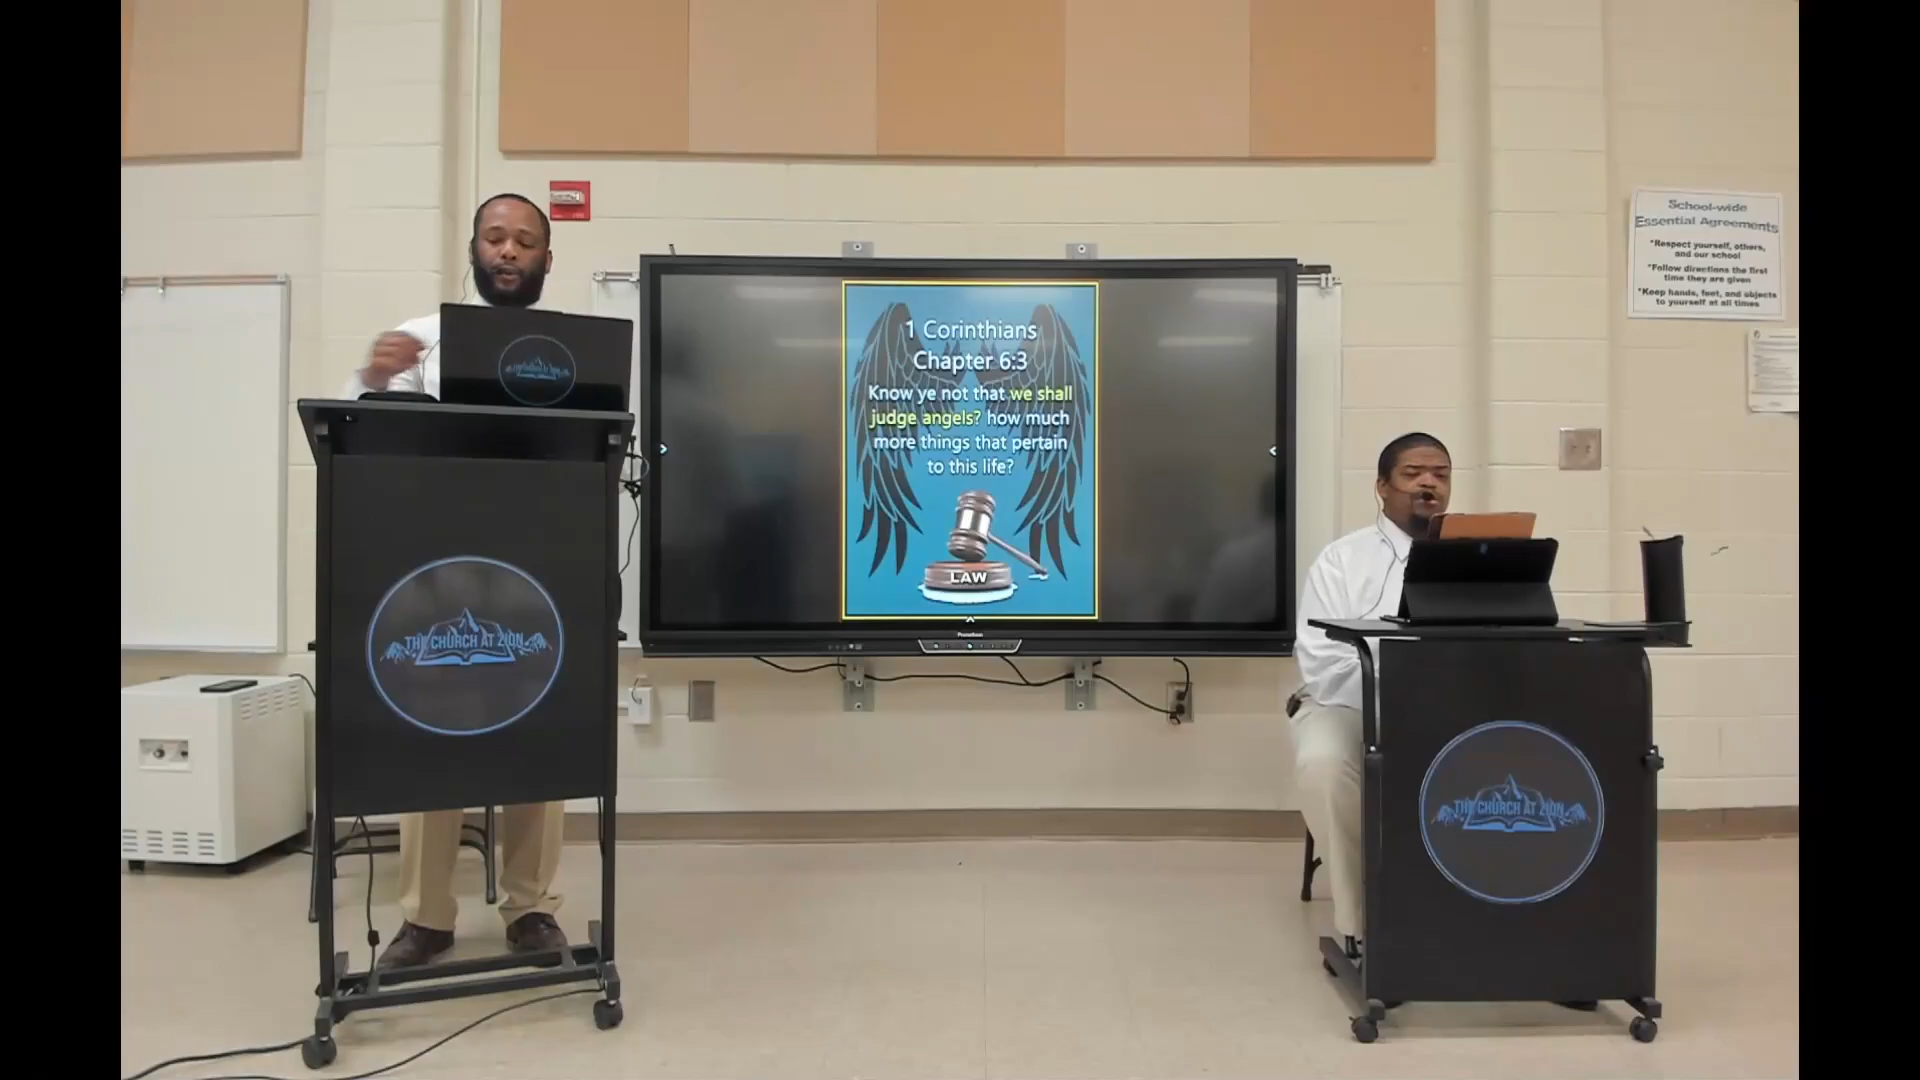 1 Corinthians
Chapter 6:3
Know ye not that we shall
judge angels? how much
more things that pertain
to this life?
LAW
Promethean
THE CHURCH AT ZION
THE CHURCH AT ZION
School-wide
Essential Agreements
*Respect yourself, others,
and our school
*Follow directions the first
time they are given
*Keep hands, feet, and objects
to yourself at all times